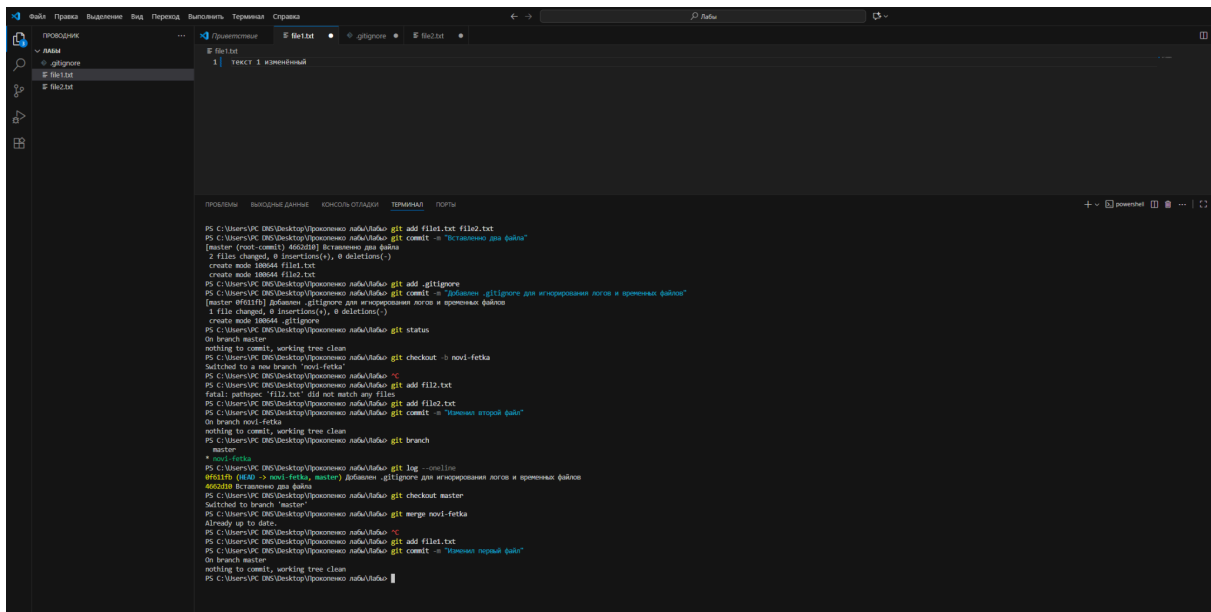 Файл Правка Выделение Вид Переход Выполнить Терминал Справка
Лабы
ПРОВОДНИК
Приветствие file1.txt .gitignore file2.txt
ЛАБЫ
.gitignore
file1.txt
file2.txt
file1.txt
1 текст 1 изменённый
ПРОБЛЕМЫ ВЫХОДНЫЕ ДАННЫЕ КОНСОЛЬ ОТЛАДКИ ТЕРМИНАЛ ПОРТЫ
powershell
PS C:\Users\PC DNS\Desktop\Прокопенко лабы\Лабы> git add file1.txt file2.txt
PS C:\Users\PC DNS\Desktop\Прокопенко лабы\Лабы> git commit -m "Вставленно два файла"
[master (root-commit) 4662d10] Вставленно два файла
2 files changed, 0 insertions(+), 0 deletions(-)
create mode 100644 file1.txt
create mode 100644 file2.txt
PS C:\Users\PC DNS\Desktop\Прокопенко лабы\Лабы> git add .gitignore
PS C:\Users\PC DNS\Desktop\Прокопенко лабы\Лабы> git commit -m "Добавлен .gitignore для игнорирования логов и временных файлов"
[master 0f611fb] Добавлен .gitignore для игнорирования логов и временных файлов
1 file changed, 0 insertions(+), 0 deletions(-)
create mode 100644 .gitignore
PS C:\Users\PC DNS\Desktop\Прокопенко лабы\Лабы> git status
On branch master
nothing to commit, working tree clean
PS C:\Users\PC DNS\Desktop\Прокопенко лабы\Лабы> git checkout -b novi-fetka
Switched to a new branch 'novi-fetka'
PS C:\Users\PC DNS\Desktop\Прокопенко лабы\Лабы> ^C
PS C:\Users\PC DNS\Desktop\Прокопенко лабы\Лабы> git add fil2.txt
fatal: pathspec 'fil2.txt' did not match any files
PS C:\Users\PC DNS\Desktop\Прокопенко лабы\Лабы> git add file2.txt
PS C:\Users\PC DNS\Desktop\Прокопенко лабы\Лабы> git commit -m "Изменил второй файл"
On branch novi-fetka
nothing to commit, working tree clean
PS C:\Users\PC DNS\Desktop\Прокопенко лабы\Лабы> git branch
master
* novi-fetka
PS C:\Users\PC DNS\Desktop\Прокопенко лабы\Лабы> git log --oneline
0f611fb (HEAD -> novi-fetka, master) Добавлен .gitignore для игнорирования логов и временных файлов
4662d10 Вставленно два файла
PS C:\Users\PC DNS\Desktop\Прокопенко лабы\Лабы> git checkout master
Switched to branch 'master'
PS C:\Users\PC DNS\Desktop\Прокопенко лабы\Лабы> git merge novi-fetka
Already up to date.
PS C:\Users\PC DNS\Desktop\Прокопенко лабы\Лабы> ^C
PS C:\Users\PC DNS\Desktop\Прокопенко лабы\Лабы> git add file1.txt
PS C:\Users\PC DNS\Desktop\Прокопенко лабы\Лабы> git commit -m "Изменил первый файл"
On branch master
nothing to commit, working tree clean
PS C:\Users\PC DNS\Desktop\Прокопенко лабы\Лабы>